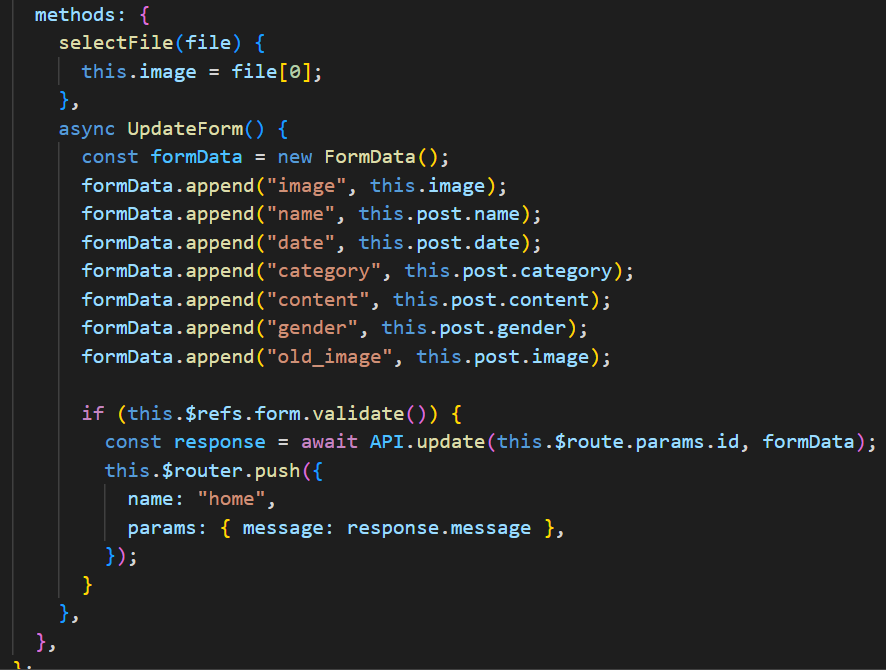 methods: {
selectFile(file) {
this.image = file[0];
},
async UpdateForm() {
const formData = new FormData();
formData.append("image", this.image);
formData.append("name", this.post.name);
formData.append("date", this.post.date);
formData.append("category", this.post.category);
formData.append("content", this.post.content);
formData.append("gender", this.post.gender);
formData.append("old_image", this.post.image);
if (this.$refs.form.validate()) {
const response = await API.update(this.$route.params.id, formData);
this.$router.push({
name: "home",
params: { message: response.message },
});
}
},
},
};